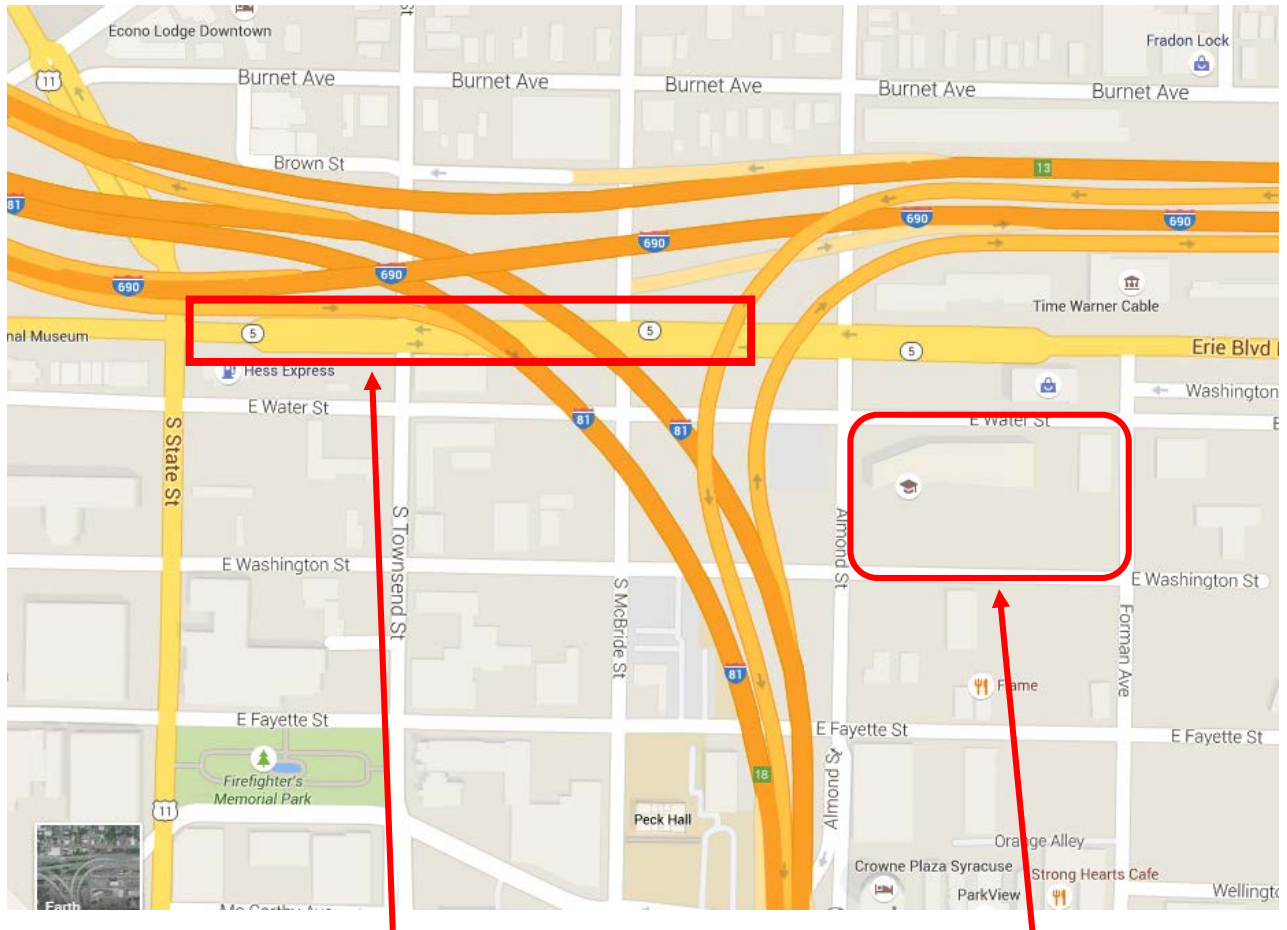 Econo Lodge Downtown
St
Fradon Lock
11
Burnet Ave
Burnet Ave
Burnet Ave
Burnet Ave
Burnet Ave
Brown St
13
81
690
690
690
690
690
Time Warner Cable
nal Museum
5
5
5
Erie Blvd
Hess Express
Washington
E Water St
81
81
E Water St
S State St
S Townsend St
Almond St
E Washington St
E Washington St
S McBride St
Forman Ave
81
Flame
E Fayette St
E Fayette St
E Fayette St
Firefighter's
Memorial Park
18
11
Almond St
Peck Hall
Orange Alley
Crowne Plaza Syracuse
Strong Hearts Cafe
ParkView
Earth